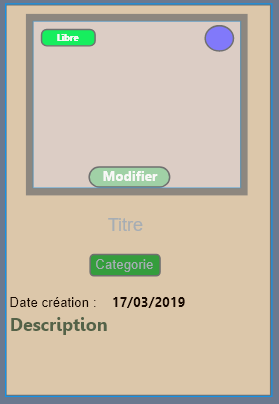 Libre
Modifier
Titre
Categorie
Date création : 17/03/2019
Description